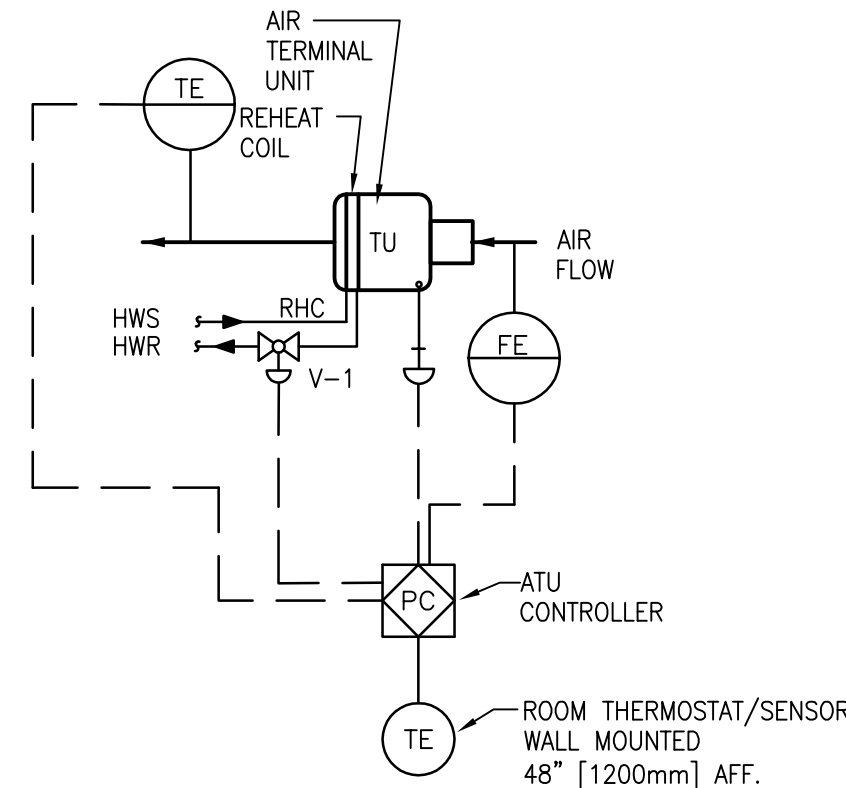 AIR
TERMINAL
UNIT
TE
REHEAT
COIL
TU
AIR
FLOW
HWS
RHC
HWR
V-1
FE
PC
ATU
CONTROLLER
TE
ROOM THERMOSTAT/SENSOR
WALL MOUNTED
48" [1200mm] AFF.